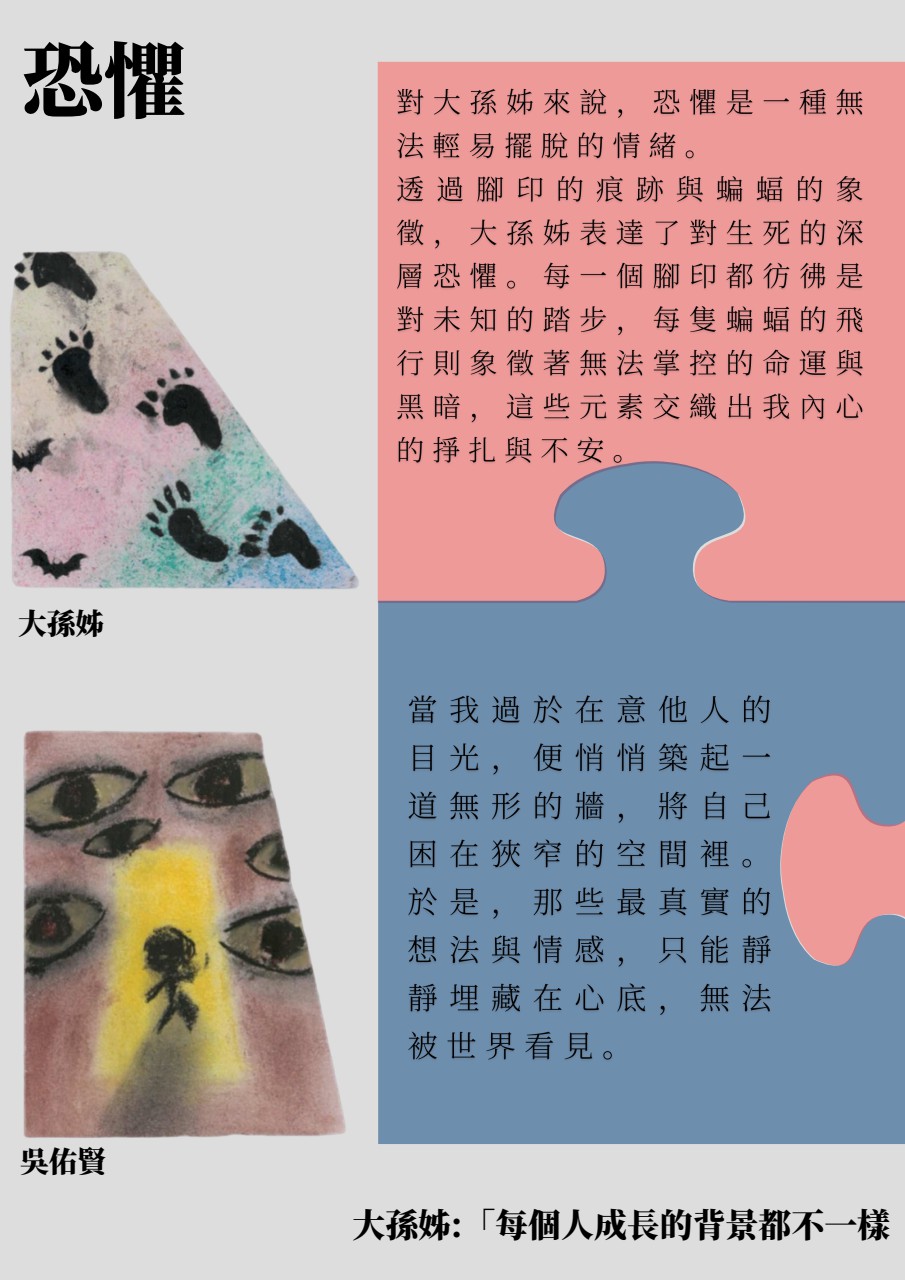 恐懼
對大孫姊來說，恐懼是一種無
法輕易擺脫的情緒。
透過腳印的痕跡與蝙蝠的象
徵，大孫姊表達了對生死的深
層恐懼。每一個腳印都彷彿是
對未知的踏步，每隻蝙蝠的飛
行則象徵著無法掌控的命運與
黑暗，這些元素交織出我內心
的掙扎與不安。
大孫姊
當我過於在意他人的
目光，便悄悄築起一
道無形的牆，將自己
困在狹窄的空間裡。
於是，那些最真實的
想法與情感，只能靜
靜埋藏在心底，無法
被世界看見。
吳佑賢
大孫姊:「每個人成長的背景都不一樣